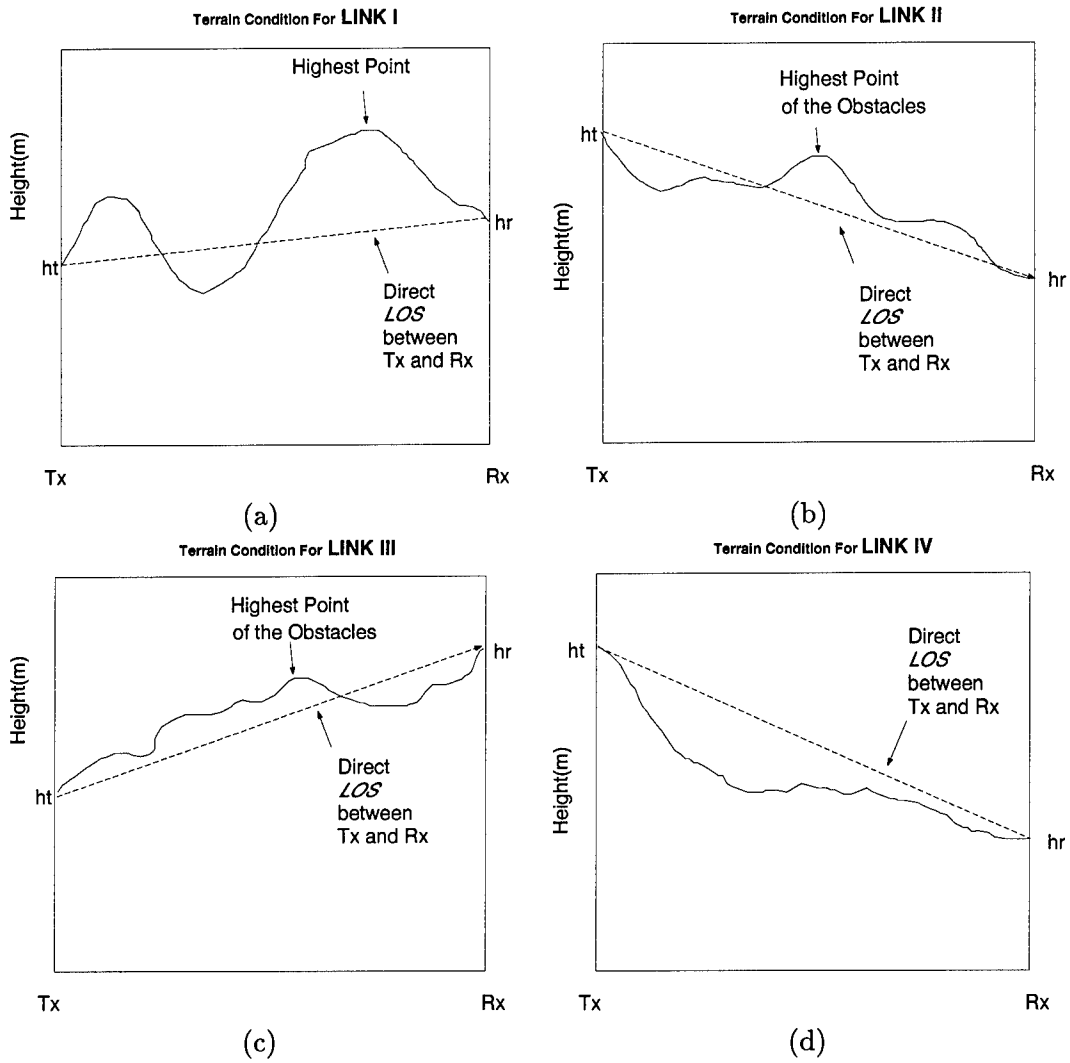 Terrain Condition For LINK I
Highest Point
Height(m)
ht
hr
Direct
LOS
between
Tx and Rx
Tx
Rx
(a)
Terrain Condition For LINK II
Highest Point
of the Obstacles
Height(m)
ht
hr
Direct
LOS
between
Tx and Rx
Tx
Rx
(b)
Terrain Condition For LINK III
Highest Point
of the Obstacles
Height(m)
hr
ht
Direct
LOS
between
Tx and Rx
Tx
Rx
(c)
Terrain Condition For LINK IV
Direct
LOS
between
Tx and Rx
Height(m)
ht
hr
Tx
Rx
(d)